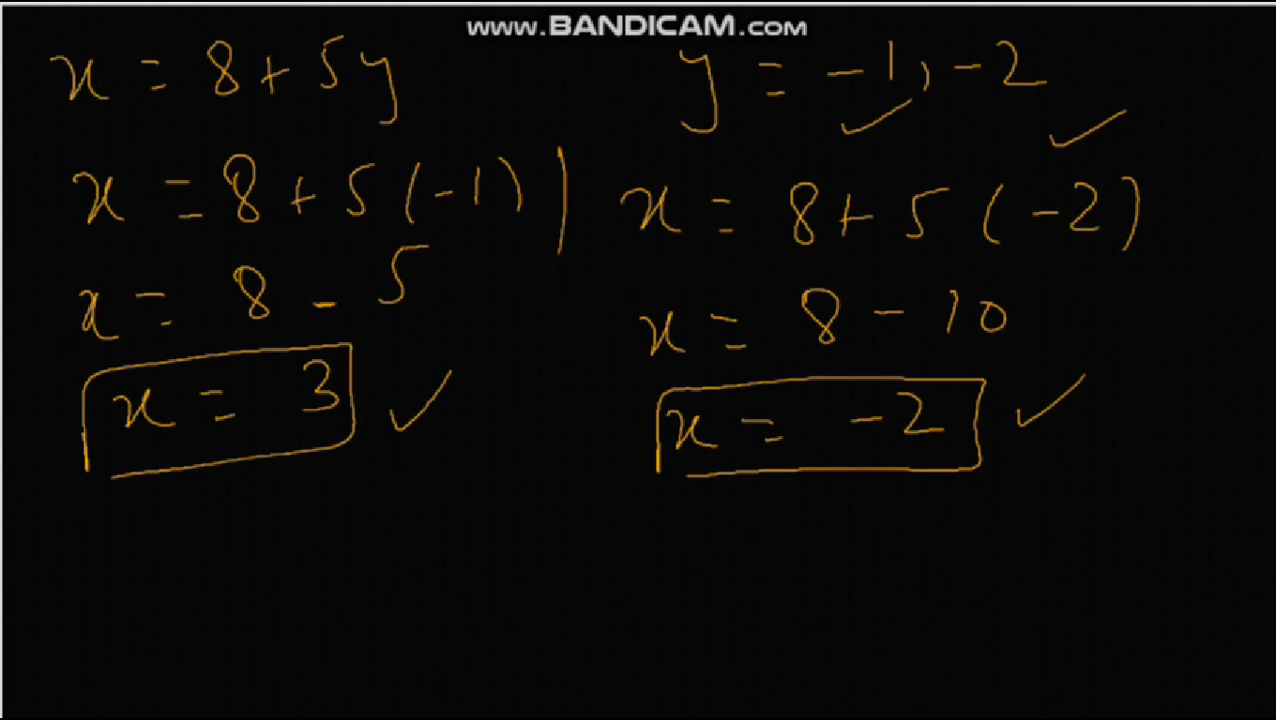 www.BANDICAM.com
x = 8 + 5y
y = -1, -2
x = 8 + 5(-1)
x = 8 - 5
x = 3
x = 8 + 5(-2)
x = 8 - 10
x = -2